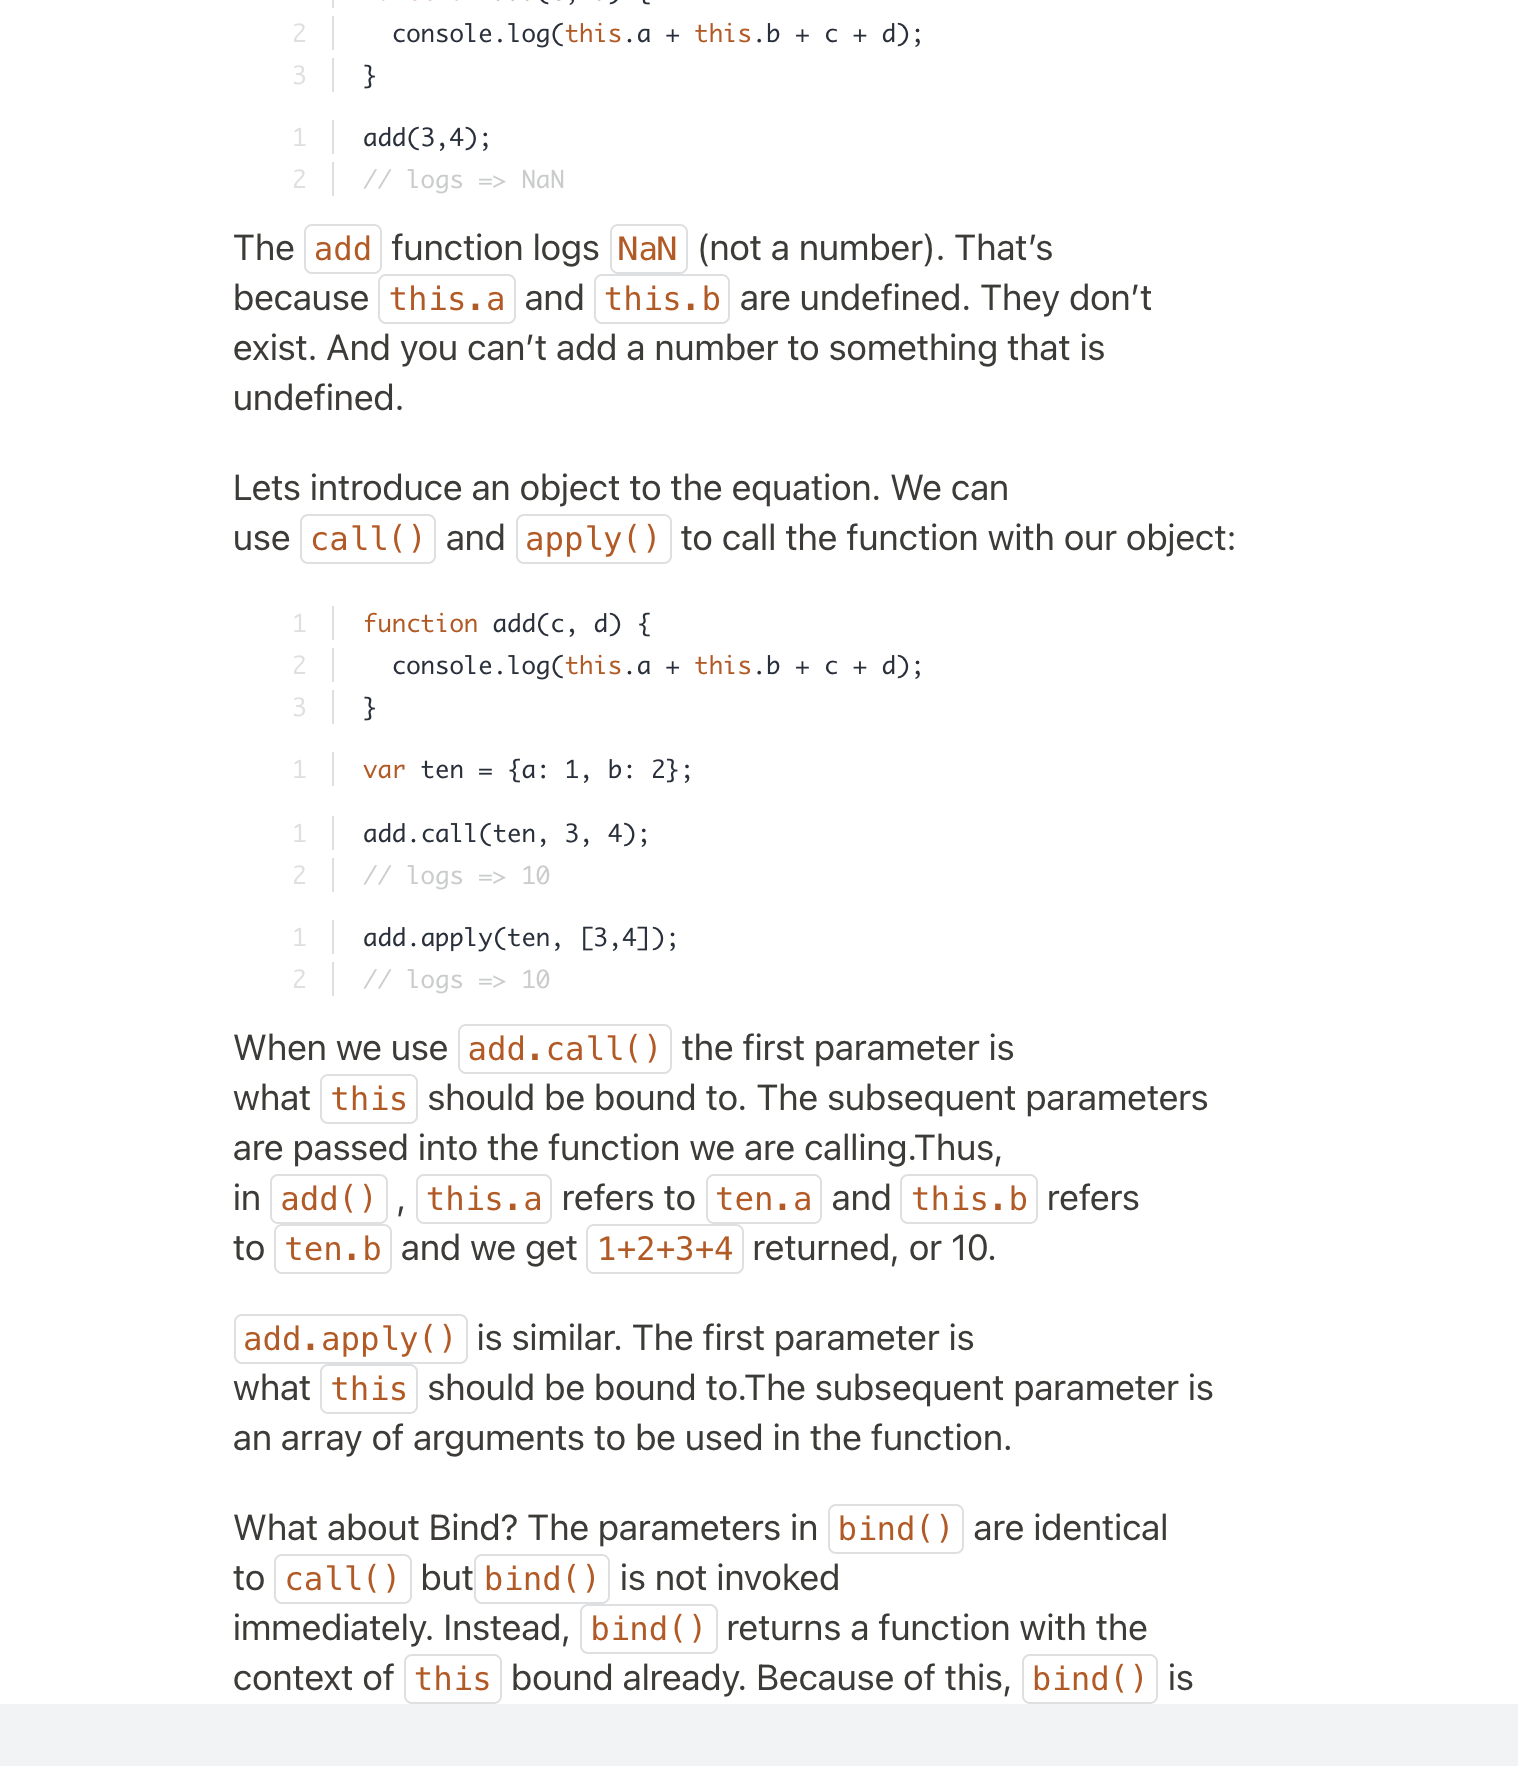 2 console.log(this.a + this.b + c + d);
3 }
1 add(3,4);
2 // logs => NaN
The add function logs NaN (not a number). That’s
because this.a and this.b are undefined. They don’t
exist. And you can’t add a number to something that is
undefined.
Lets introduce an object to the equation. We can
use call() and apply() to call the function with our object:
1 function add(c, d) {
2 console.log(this.a + this.b + c + d);
3 }
1 var ten = {a: 1, b: 2};
1 add.call(ten, 3, 4);
2 // logs => 10
1 add.apply(ten, [3,4]);
2 // logs => 10
When we use add.call() the first parameter is
what this should be bound to. The subsequent parameters
are passed into the function we are calling.Thus,
in add() , this.a refers to ten.a and this.b refers
to ten.b and we get 1+2+3+4 returned, or 10.
add.apply() is similar. The first parameter is
what this should be bound to.The subsequent parameter is
an array of arguments to be used in the function.
What about Bind? The parameters in bind() are identical
to call() but bind() is not invoked
immediately. Instead, bind() returns a function with the
context of this bound already. Because of this, bind() is